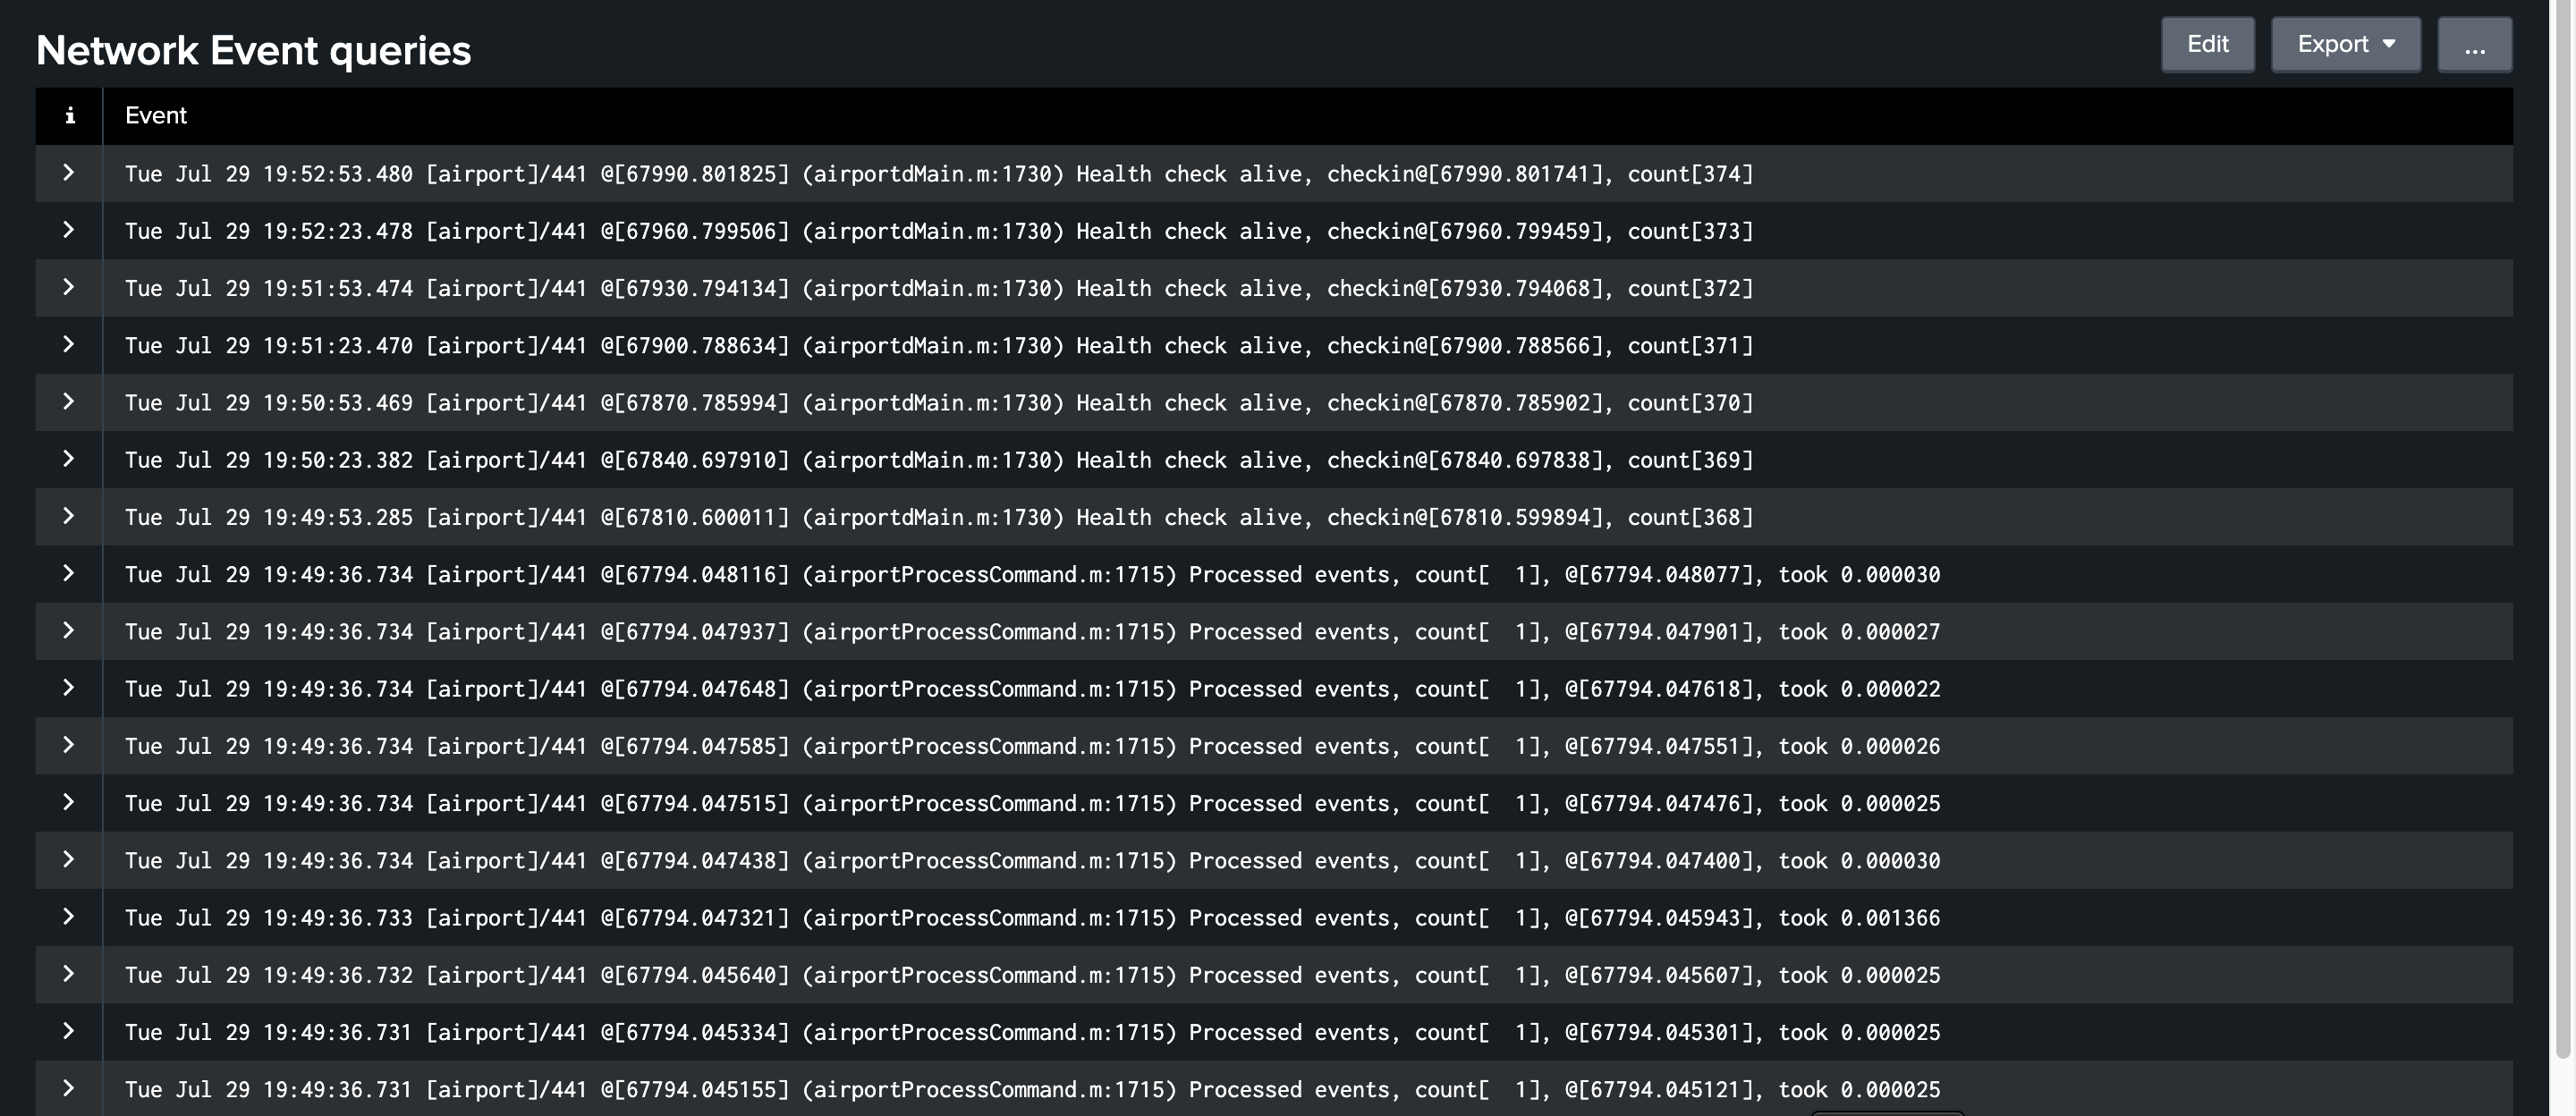 Network Event queries
Edit
Export
...
i Event
Tue Jul 29 19:52:53.480 [airport]/441 @[67990.801825] (airportdMain.m:1730) Health check alive, checkin@[67990.801741], count[374]
Tue Jul 29 19:52:23.478 [airport]/441 @[67960.799506] (airportdMain.m:1730) Health check alive, checkin@[67960.799459], count[373]
Tue Jul 29 19:51:53.474 [airport]/441 @[67930.794134] (airportdMain.m:1730) Health check alive, checkin@[67930.794068], count[372]
Tue Jul 29 19:51:23.470 [airport]/441 @[67900.788634] (airportdMain.m:1730) Health check alive, checkin@[67900.788566], count[371]
Tue Jul 29 19:50:53.469 [airport]/441 @[67870.785994] (airportdMain.m:1730) Health check alive, checkin@[67870.785902], count[370]
Tue Jul 29 19:50:23.382 [airport]/441 @[67840.697910] (airportdMain.m:1730) Health check alive, checkin@[67840.697838], count[369]
Tue Jul 29 19:49:53.285 [airport]/441 @[67810.600011] (airportdMain.m:1730) Health check alive, checkin@[67810.599894], count[368]
Tue Jul 29 19:49:36.734 [airport]/441 @[67794.048116] (airportProcessCommand.m:1715) Processed events, count[  1], @[67794.048077], took 0.000030
Tue Jul 29 19:49:36.734 [airport]/441 @[67794.047937] (airportProcessCommand.m:1715) Processed events, count[  1], @[67794.047901], took 0.000027
Tue Jul 29 19:49:36.734 [airport]/441 @[67794.047648] (airportProcessCommand.m:1715) Processed events, count[  1], @[67794.047618], took 0.000022
Tue Jul 29 19:49:36.734 [airport]/441 @[67794.047585] (airportProcessCommand.m:1715) Processed events, count[  1], @[67794.047551], took 0.000026
Tue Jul 29 19:49:36.734 [airport]/441 @[67794.047515] (airportProcessCommand.m:1715) Processed events, count[  1], @[67794.047476], took 0.000025
Tue Jul 29 19:49:36.734 [airport]/441 @[67794.047438] (airportProcessCommand.m:1715) Processed events, count[  1], @[67794.047400], took 0.000030
Tue Jul 29 19:49:36.733 [airport]/441 @[67794.047321] (airportProcessCommand.m:1715) Processed events, count[  1], @[67794.045943], took 0.001366
Tue Jul 29 19:49:36.732 [airport]/441 @[67794.045640] (airportProcessCommand.m:1715) Processed events, count[  1], @[67794.045607], took 0.000025
Tue Jul 29 19:49:36.731 [airport]/441 @[67794.045334] (airportProcessCommand.m:1715) Processed events, count[  1], @[67794.045301], took 0.000025
Tue Jul 29 19:49:36.731 [airport]/441 @[67794.045155] (airportProcessCommand.m:1715) Processed events, count[  1], @[67794.045121], took 0.000025